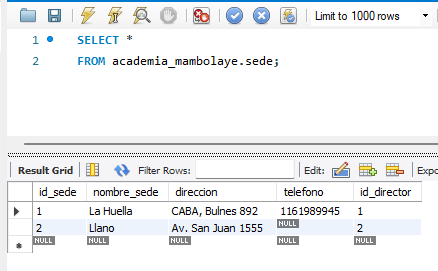 Limit to 1000 rows
1 SELECT *
2 FROM academia_mambolaye.sede;
Result Grid Filter Rows: Edit: Expo
id_sede nombre_sede direccion telefono id_director
1 La Huella CABA, Bulnes 892 1161989945 1
2 Llano Av. San Juan 1555 NULL 2
NULL NULL NULL NULL NULL